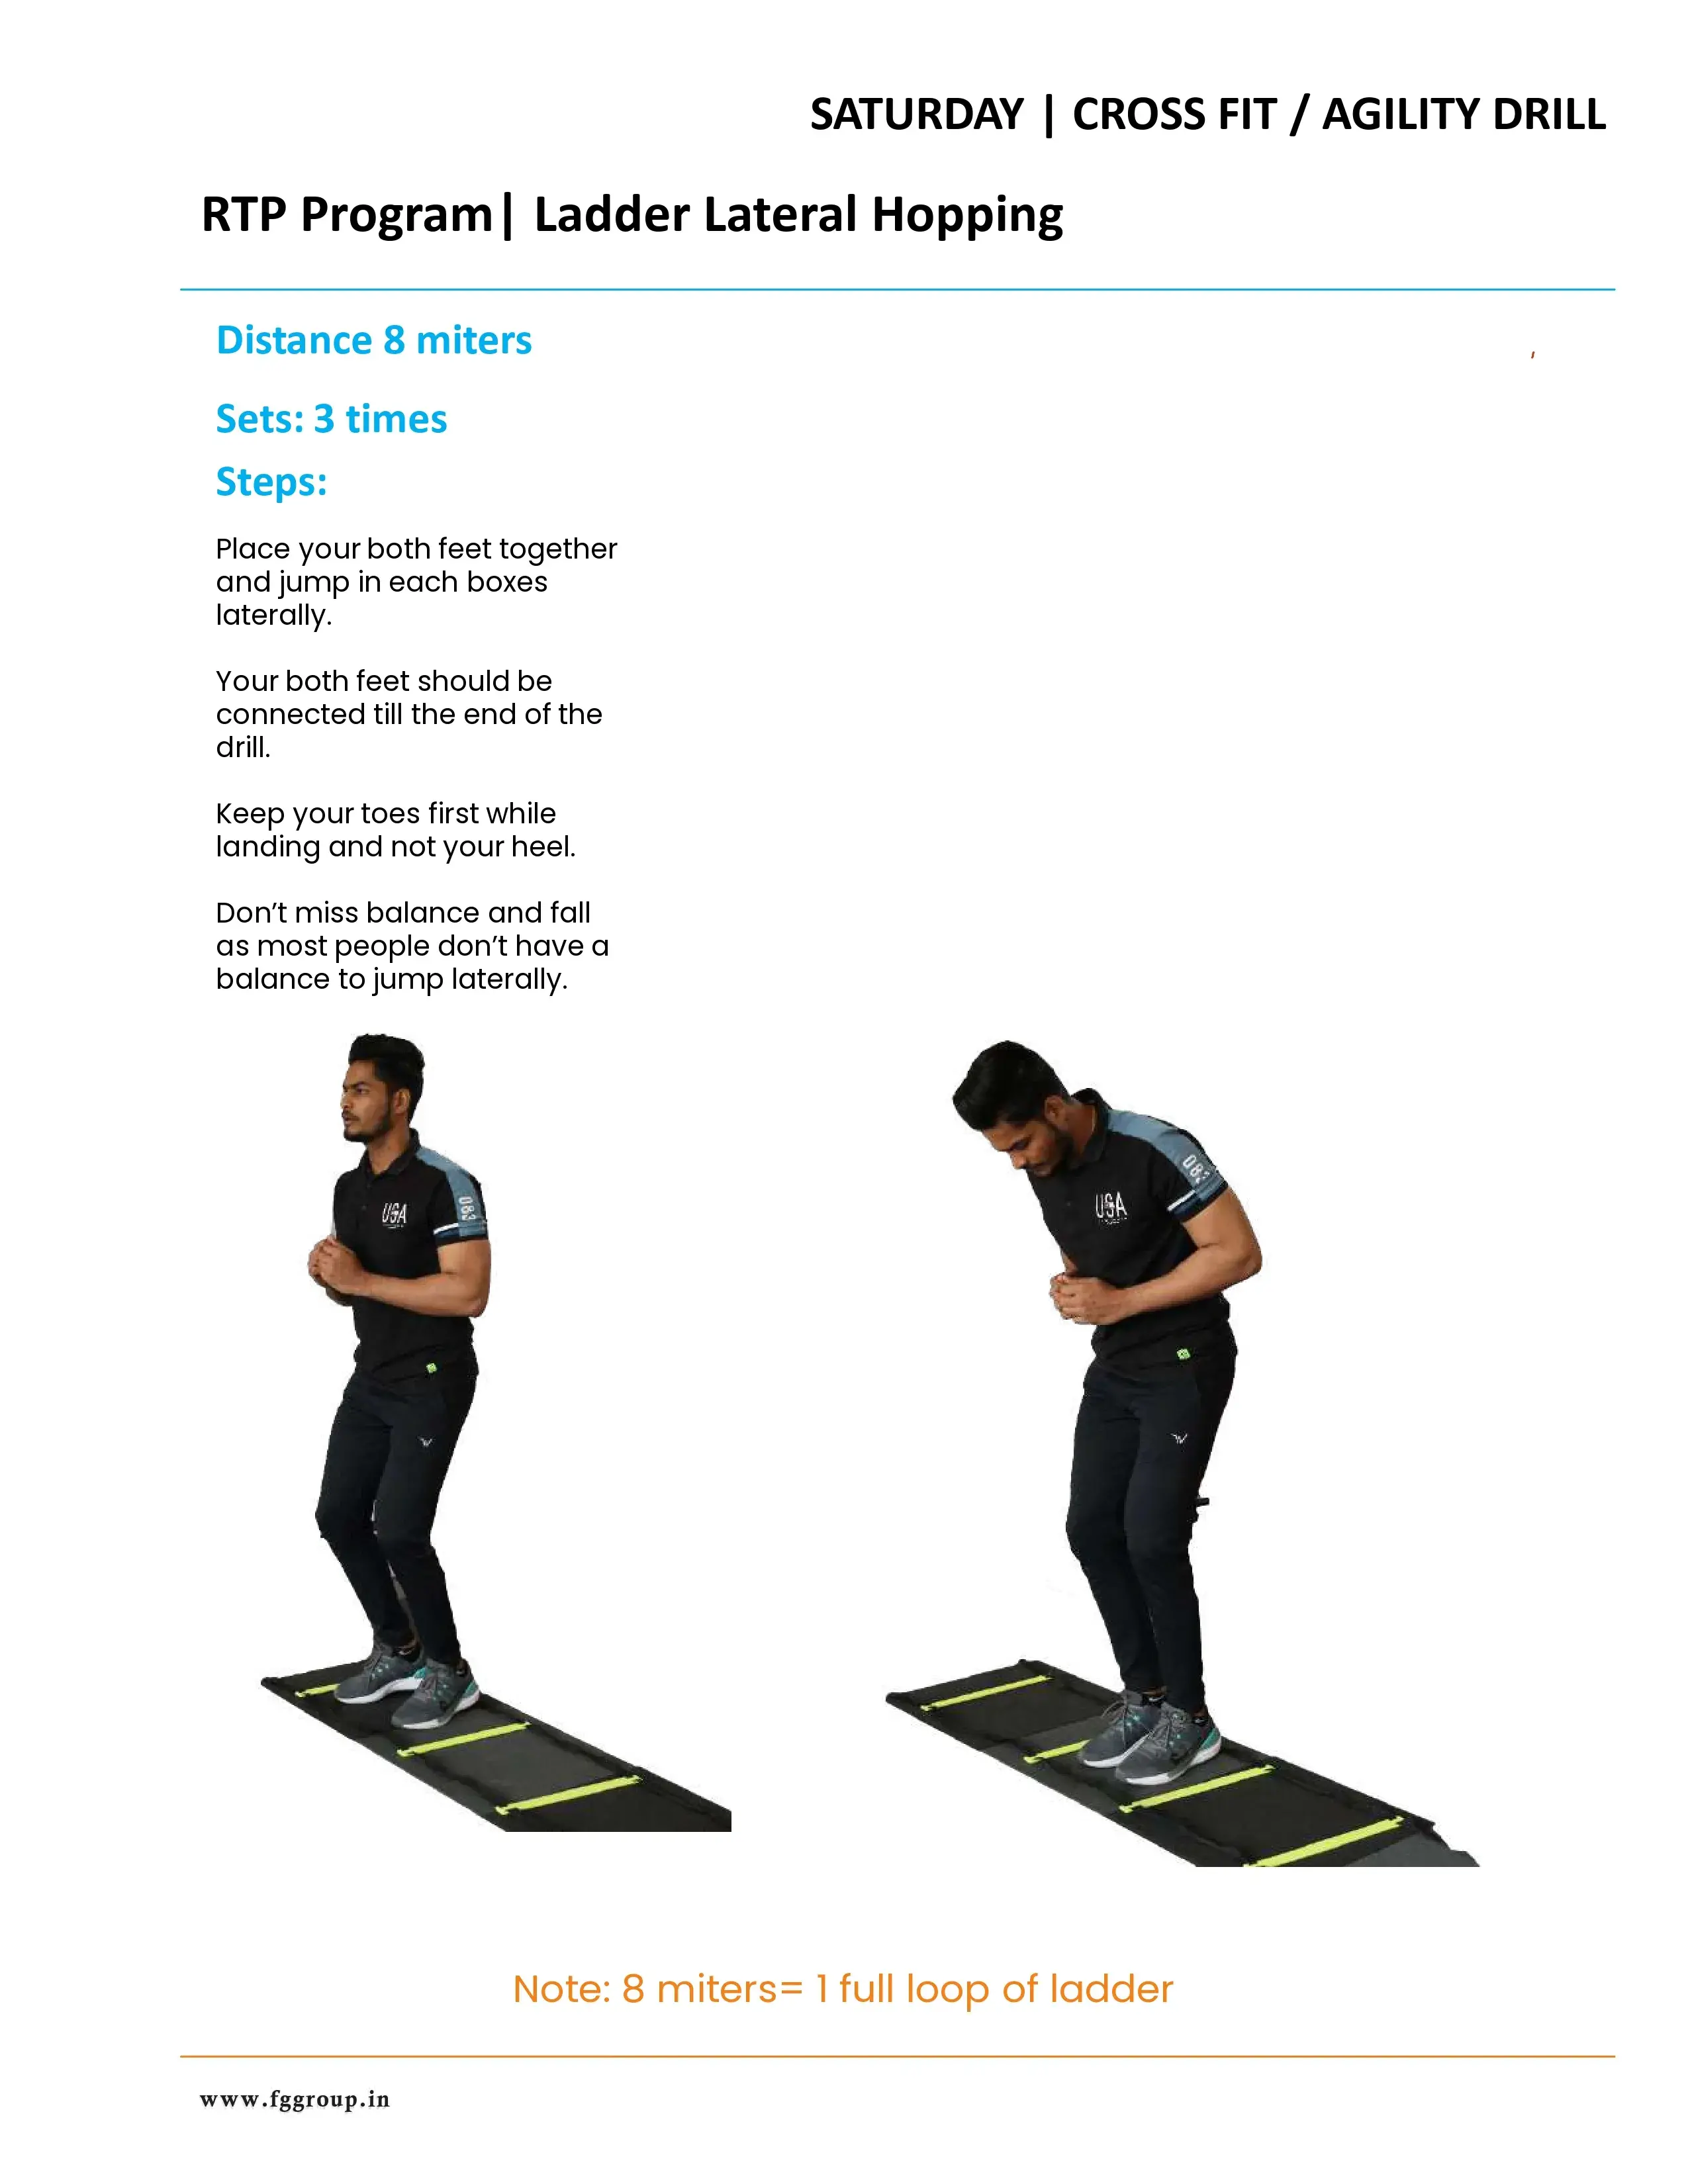 SATURDAY | CROSS FIT / AGILITY DRILL
RTP Program| Ladder Lateral Hopping
Distance 8 miters
,
Sets: 3 times
Steps:
Place your both feet together
and jump in each boxes
laterally.
Your both feet should be
connected till the end of the
drill.
Keep your toes first while
landing and not your heel.
Don’t miss balance and fall
as most people don’t have a
balance to jump laterally.
USA
083
USA
083
Note: 8 miters= 1 full loop of ladder
www.fggroup.in